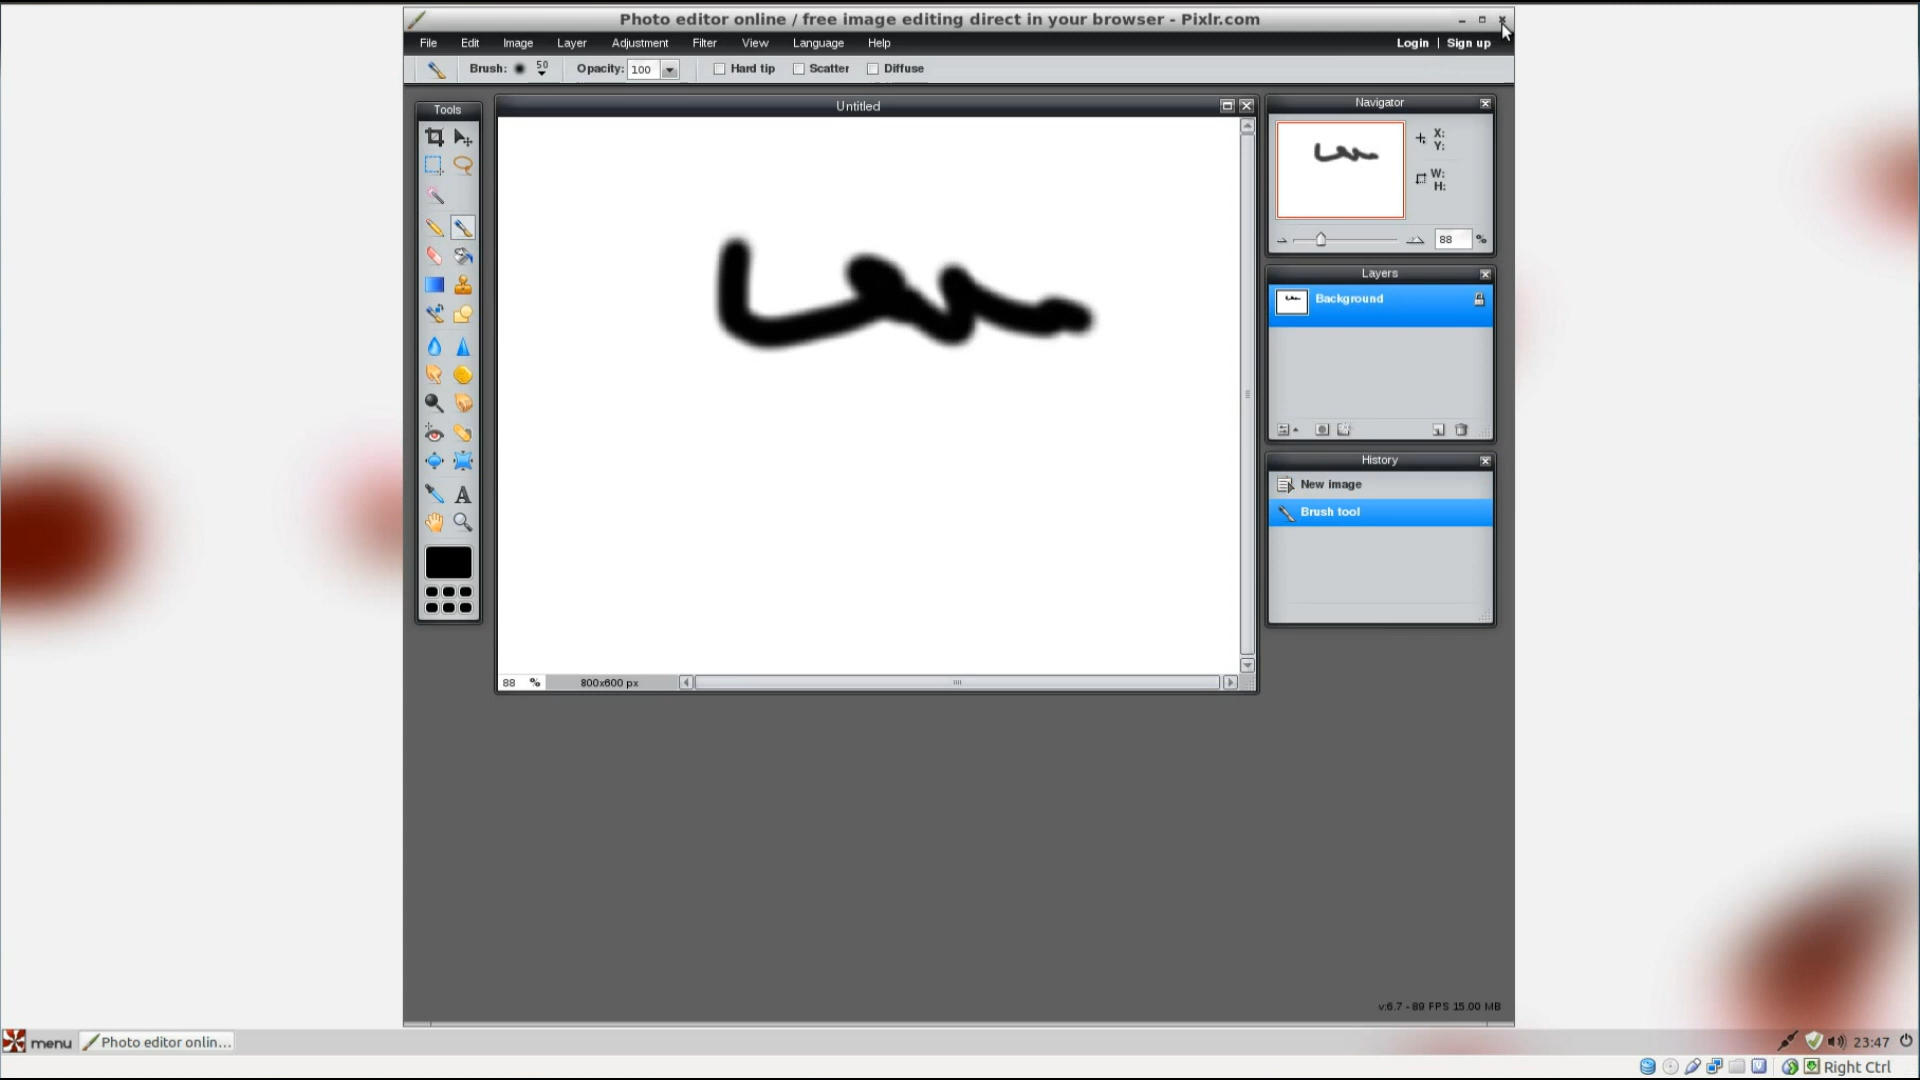 Photo editor online / free image editing direct in your browser - Pixlr.com
File Edit Image Layer Adjustment Filter View Language Help Login | Sign up
Brush: 50 Opacity: 100 Hard tip Scatter Diffuse
Tools
Untitled
88 % 800x600 px
Navigator
X:
Y:
W:
H:
88 %
Layers
Background
History
New image
Brush tool
v:6.7 - 89 FPS 15.00 MB
menu Photo editor onlin... 23:47
Right Ctrl